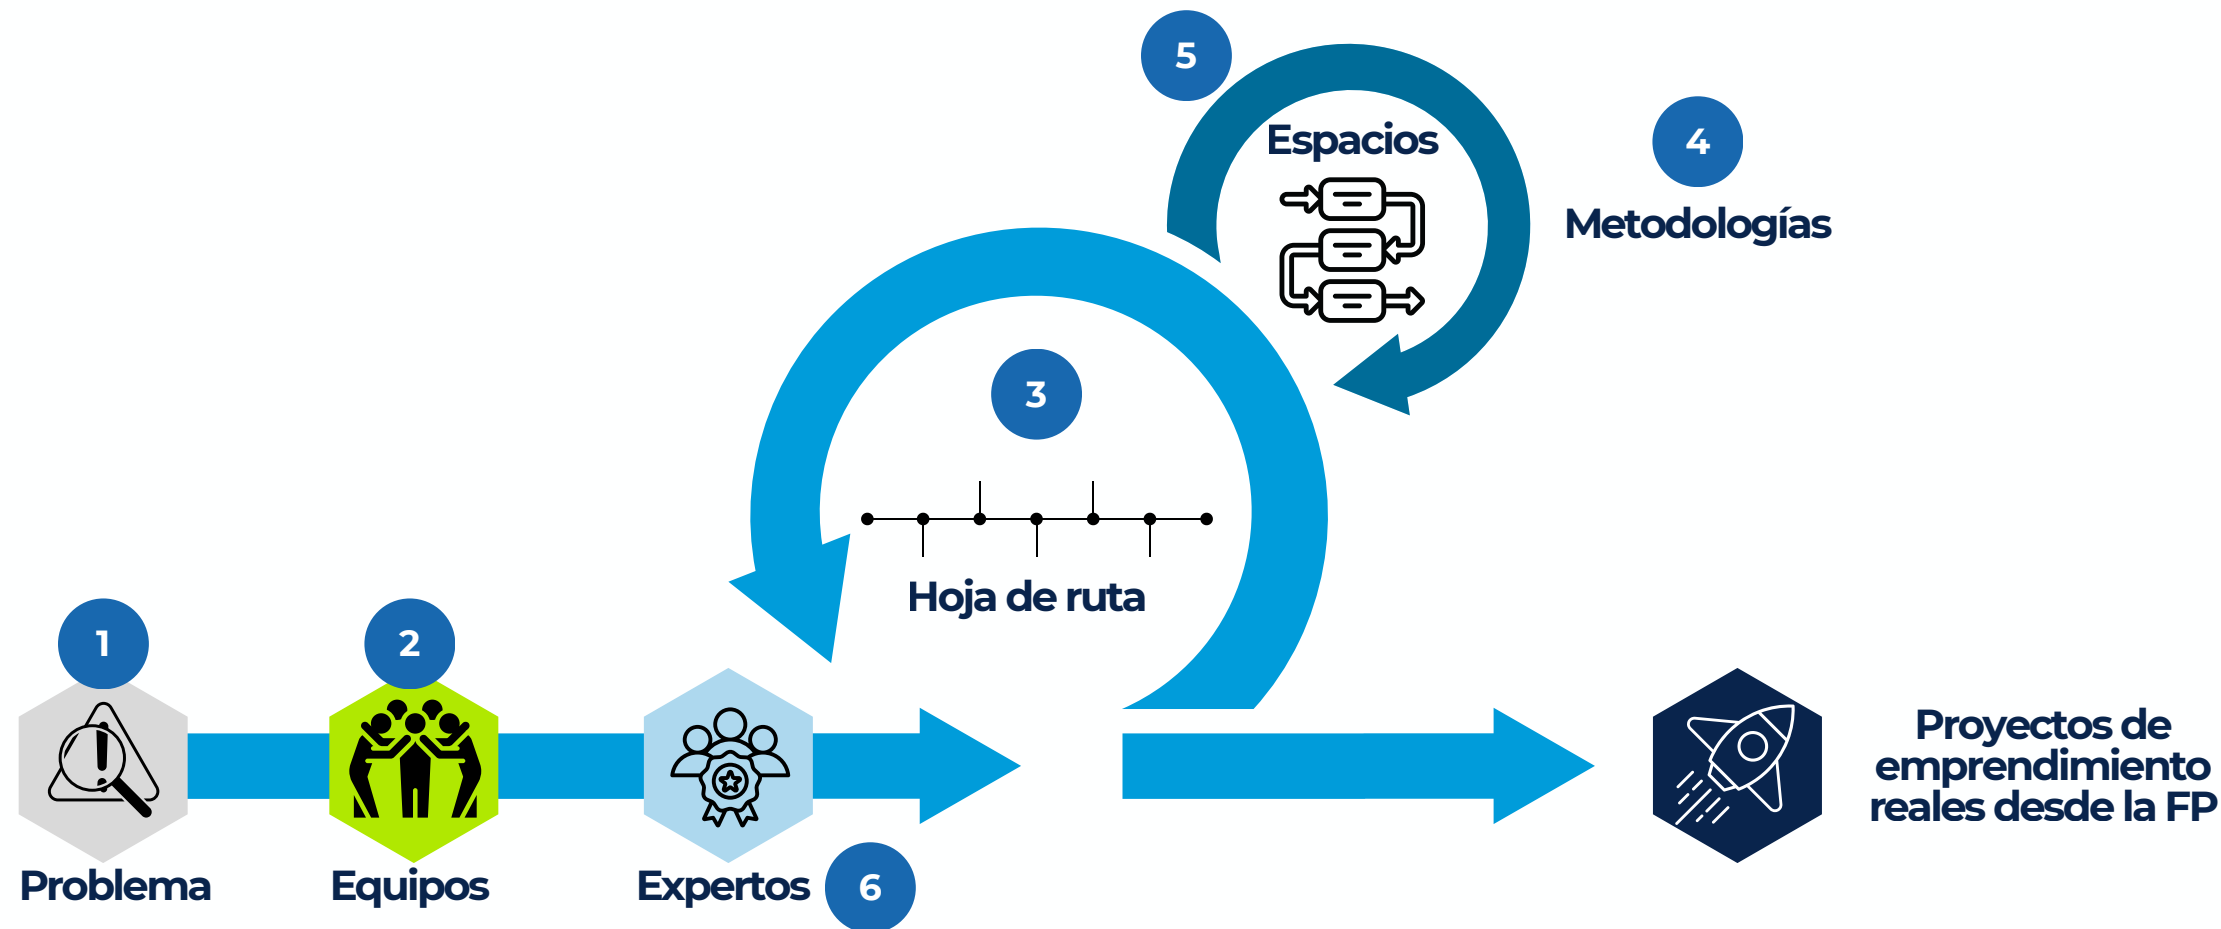 5
Espacios
4
Metodologías
3
Hoja de ruta
1
2
Problema
Equipos
Expertos
6
Proyectos de
emprendimiento
reales desde la FP